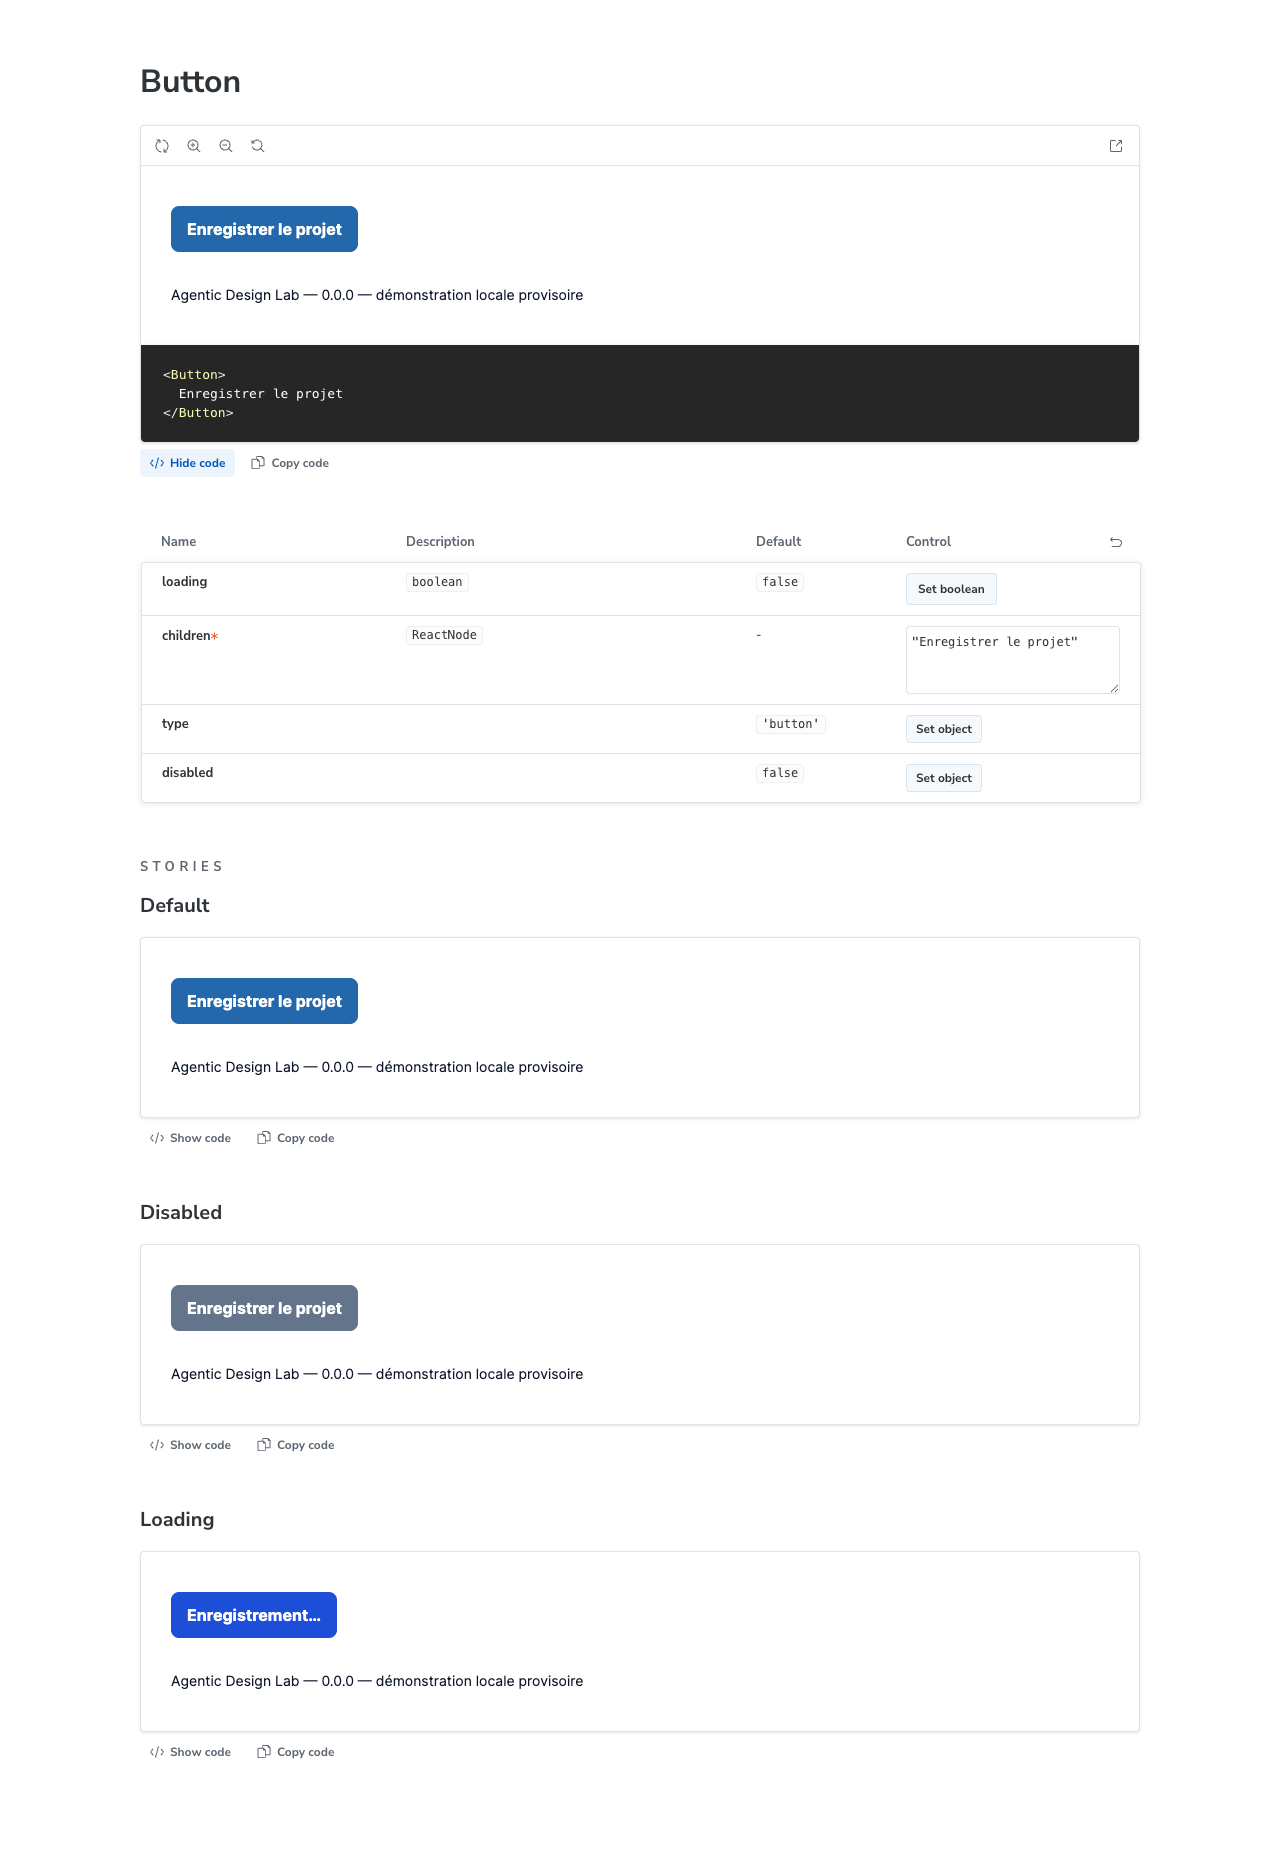 Button
Enregistrer le projet
Agentic Design Lab — 0.0.0 — démonstration locale provisoire
<Button>
  Enregistrer le projet
</Button>
Hide code Copy code
Name Description Default Control
loading boolean false Set boolean
children* ReactNode - "Enregistrer le projet"
type 'button' Set object
disabled false Set object
STORIES
Default
Enregistrer le projet
Agentic Design Lab — 0.0.0 — démonstration locale provisoire
Show code Copy code
Disabled
Enregistrer le projet
Agentic Design Lab — 0.0.0 — démonstration locale provisoire
Show code Copy code
Loading
Enregistrement…
Agentic Design Lab — 0.0.0 — démonstration locale provisoire
Show code Copy code